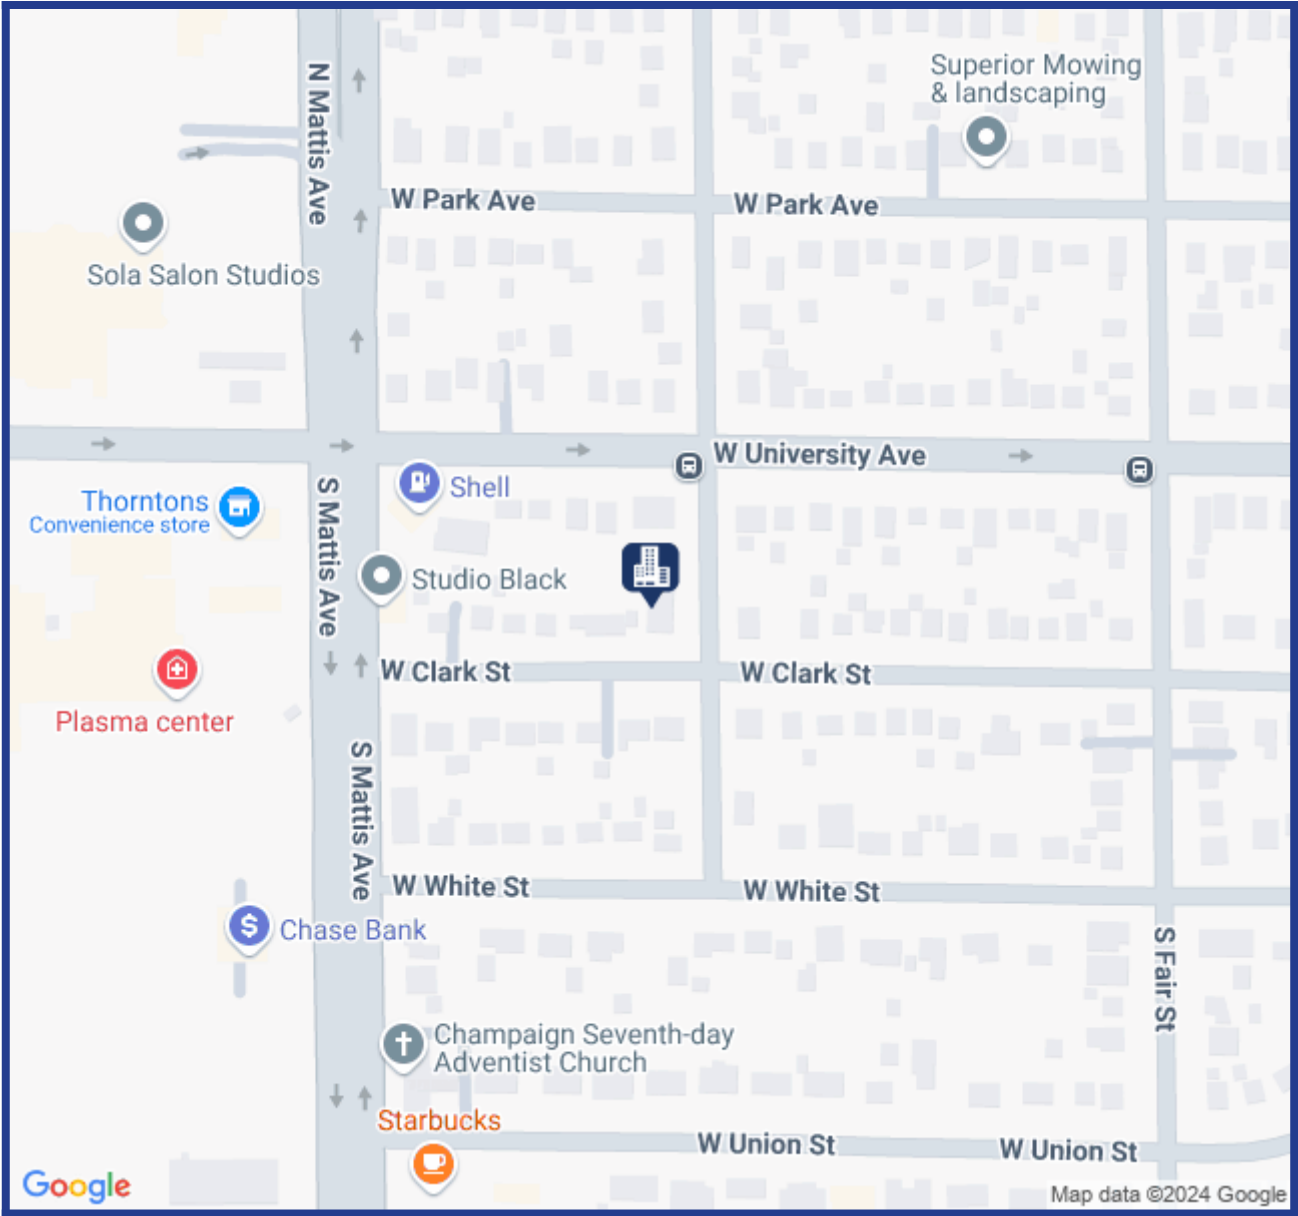 Superior Mowing
& landscaping
N Mattis Ave
W Park Ave
W Park Ave
Sola Salon Studios
W University Ave
Shell
Thorntons
Convenience store
S Mattis Ave
Studio Black
W Clark St
W Clark St
Plasma center
S Mattis Ave
W White St
W White St
$
Chase Bank
S Fair St
Champaign Seventh-day
Adventist Church
Starbucks
W Union St
W Union St
Google
Map data ©2024 Google